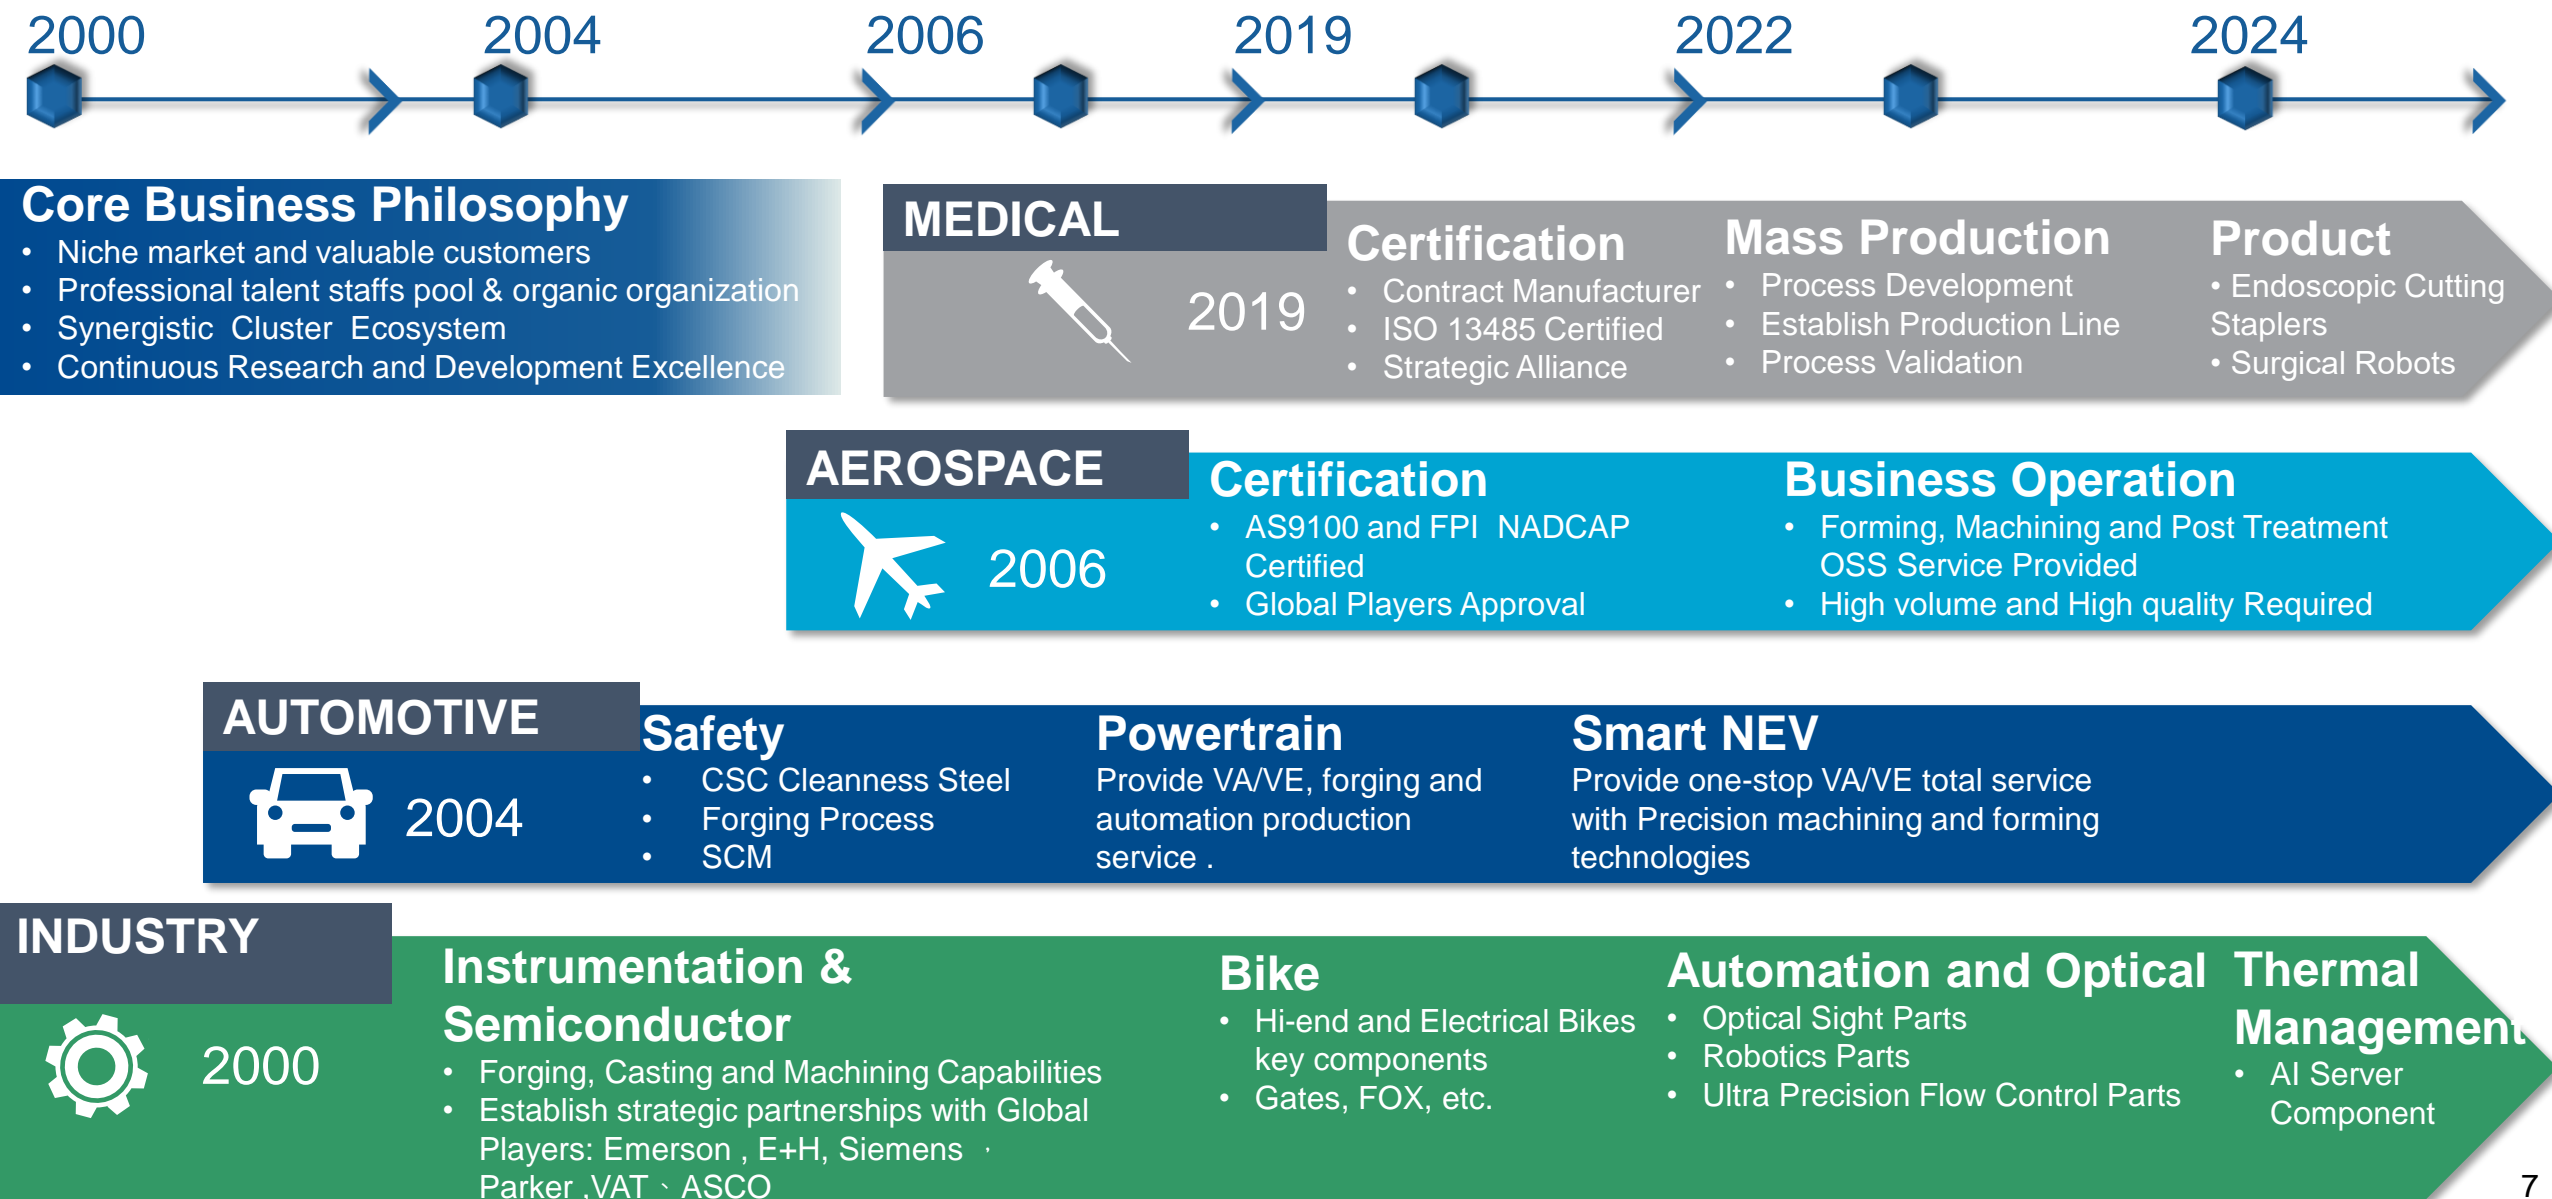 2000 2004 2006 2019 2022 2024
Core Business Philosophy
• Niche market and valuable customers
• Professional talent staffs pool & organic organization
• Synergistic Cluster Ecosystem
• Continuous Research and Development Excellence
MEDICAL
2019
Certification
• Contract Manufacturer
• ISO 13485 Certified
• Strategic Alliance
Mass Production
• Process Development
• Establish Production Line
• Process Validation
Product
• Endoscopic Cutting
Staplers
• Surgical Robots
AEROSPACE
2006
Certification
• AS9100 and FPI NADCAP
Certified
• Global Players Approval
Business Operation
• Forming, Machining and Post Treatment
OSS Service Provided
• High volume and High quality Required
AUTOMOTIVE
2004
Safety
• CSC Cleanness Steel
• Forging Process
• SCM
Powertrain
Provide VA/VE, forging and
automation production
service .
Smart NEV
Provide one-stop VA/VE total service
with Precision machining and forming
technologies
INDUSTRY
2000
Instrumentation &
Semiconductor
• Forging, Casting and Machining Capabilities
• Establish strategic partnerships with Global
Players: Emerson , E+H, Siemens ，
Parker ,VAT、ASCO
Bike
• Hi-end and Electrical Bikes
key components
• Gates, FOX, etc.
Automation and Optical
• Optical Sight Parts
• Robotics Parts
• Ultra Precision Flow Control Parts
Thermal
Management
• AI Server
Component
7